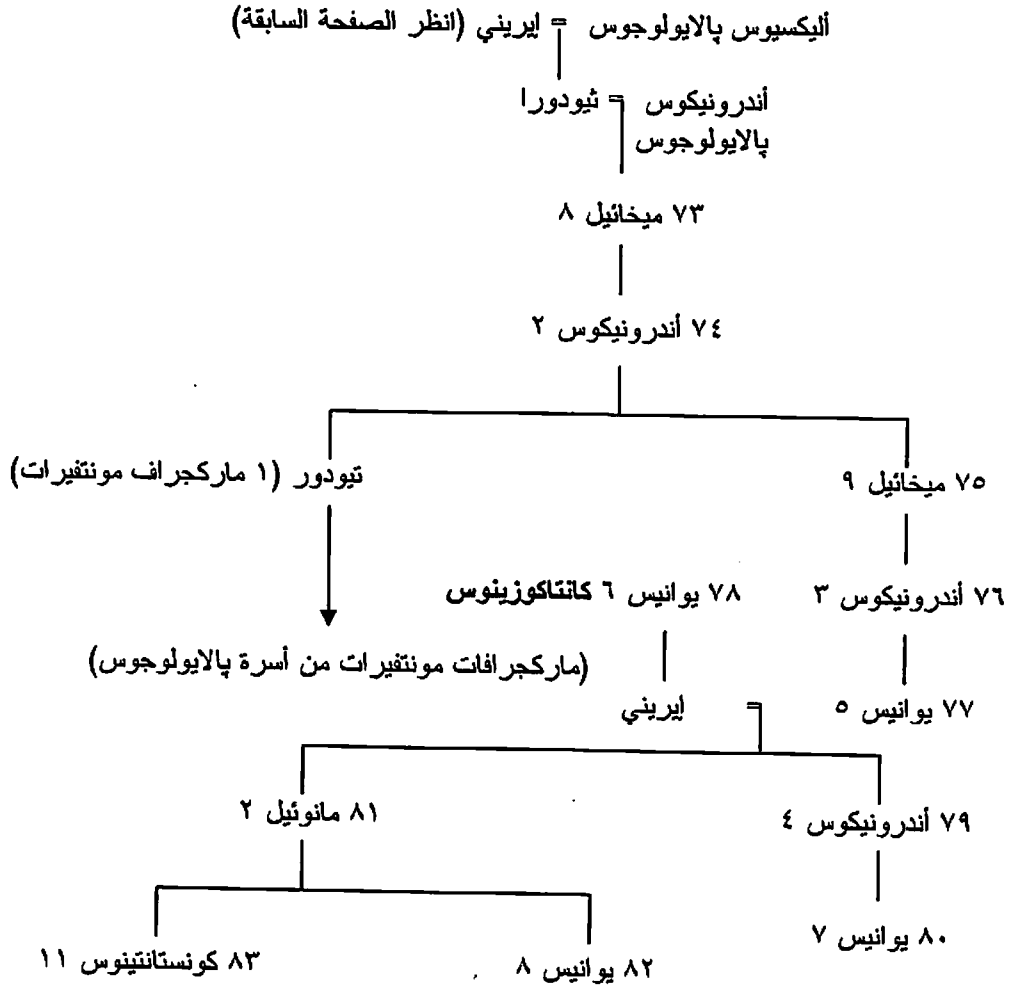 أليكسيوس پالايولوجوس = إيريني (انظر الصفحة السابقة)
أندرونيكوس = ثيودورا
پالايولوجوس
٧٣ ميخائيل ٨
٧٤ أندرونيكوس ٢
٧٥ ميخائيل ٩
تيودور (١ ماركجراف مونتفيرات)
٧٦ أندرونيكوس ٣
٧٨ يوانيس ٦ كانتاكوزينوس
(ماركجرافات مونتفيرات من أسرة پالايولوجوس)
٧٧ يوانيس ٥ = إيريني
٧٩ أندرونيكوس ٤
٨١ مانوئيل ٢
٨٠ يوانيس ٧
٨٢ يوانيس ٨
٨٣ كونستانتينوس ١١